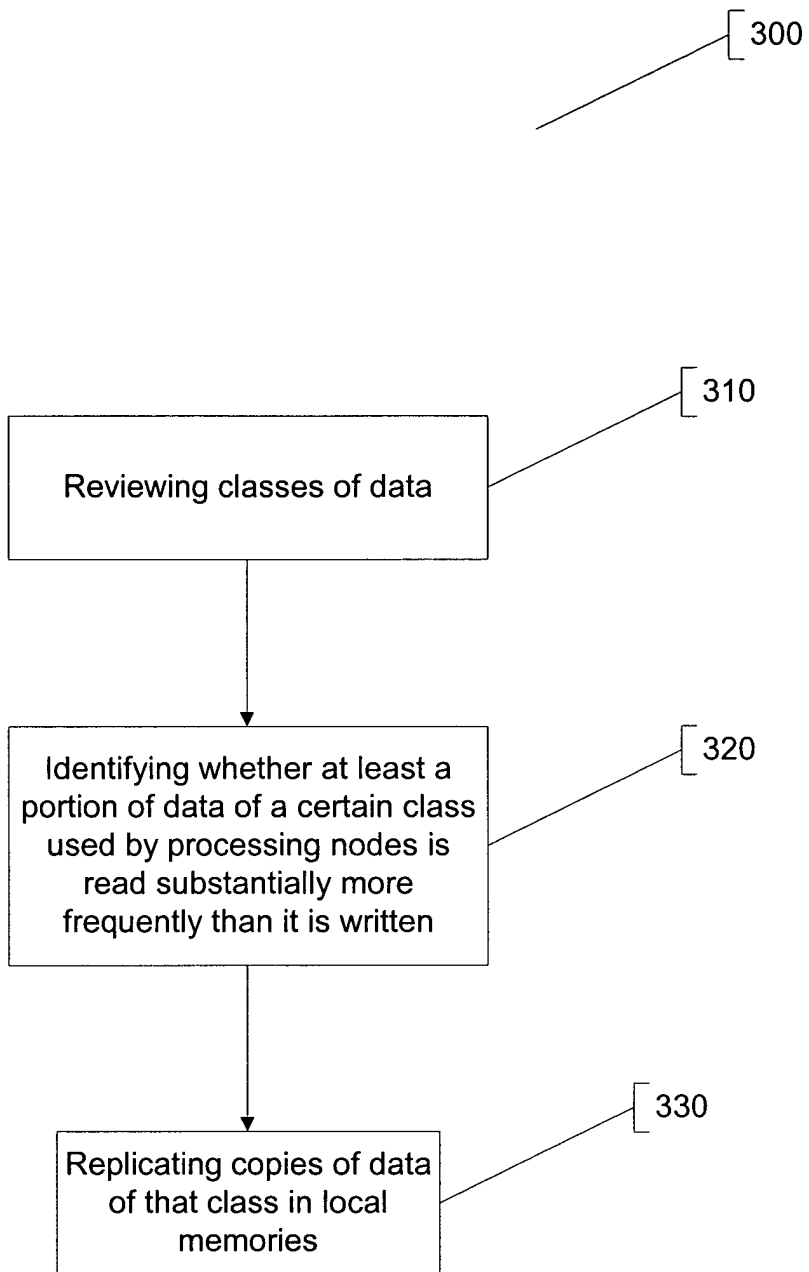 300
310
Reviewing classes of data
320
Identifying whether at least a
portion of data of a certain class
used by processing nodes is
read substantially more
frequently than it is written
330
Replicating copies of data
of that class in local
memories